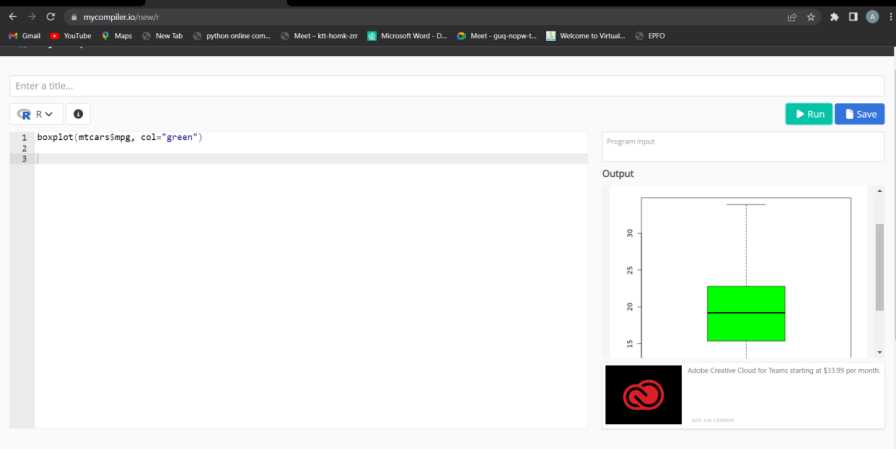 mycompiler.io/new/r
Gmail YouTube Maps New Tab python online com... Meet – ktt-homk-zrr Microsoft Word - D... Meet - guq-nopw-t... Welcome to Virtual... EPFO
Enter a title...
R
Run Save
1 boxplot(mtcars$mpg, col="green")
2
3
Program input
Output
30
25
20
15
Adobe Creative Cloud for Teams starting at $33.99 per month.
ADS VIA CARBON
A